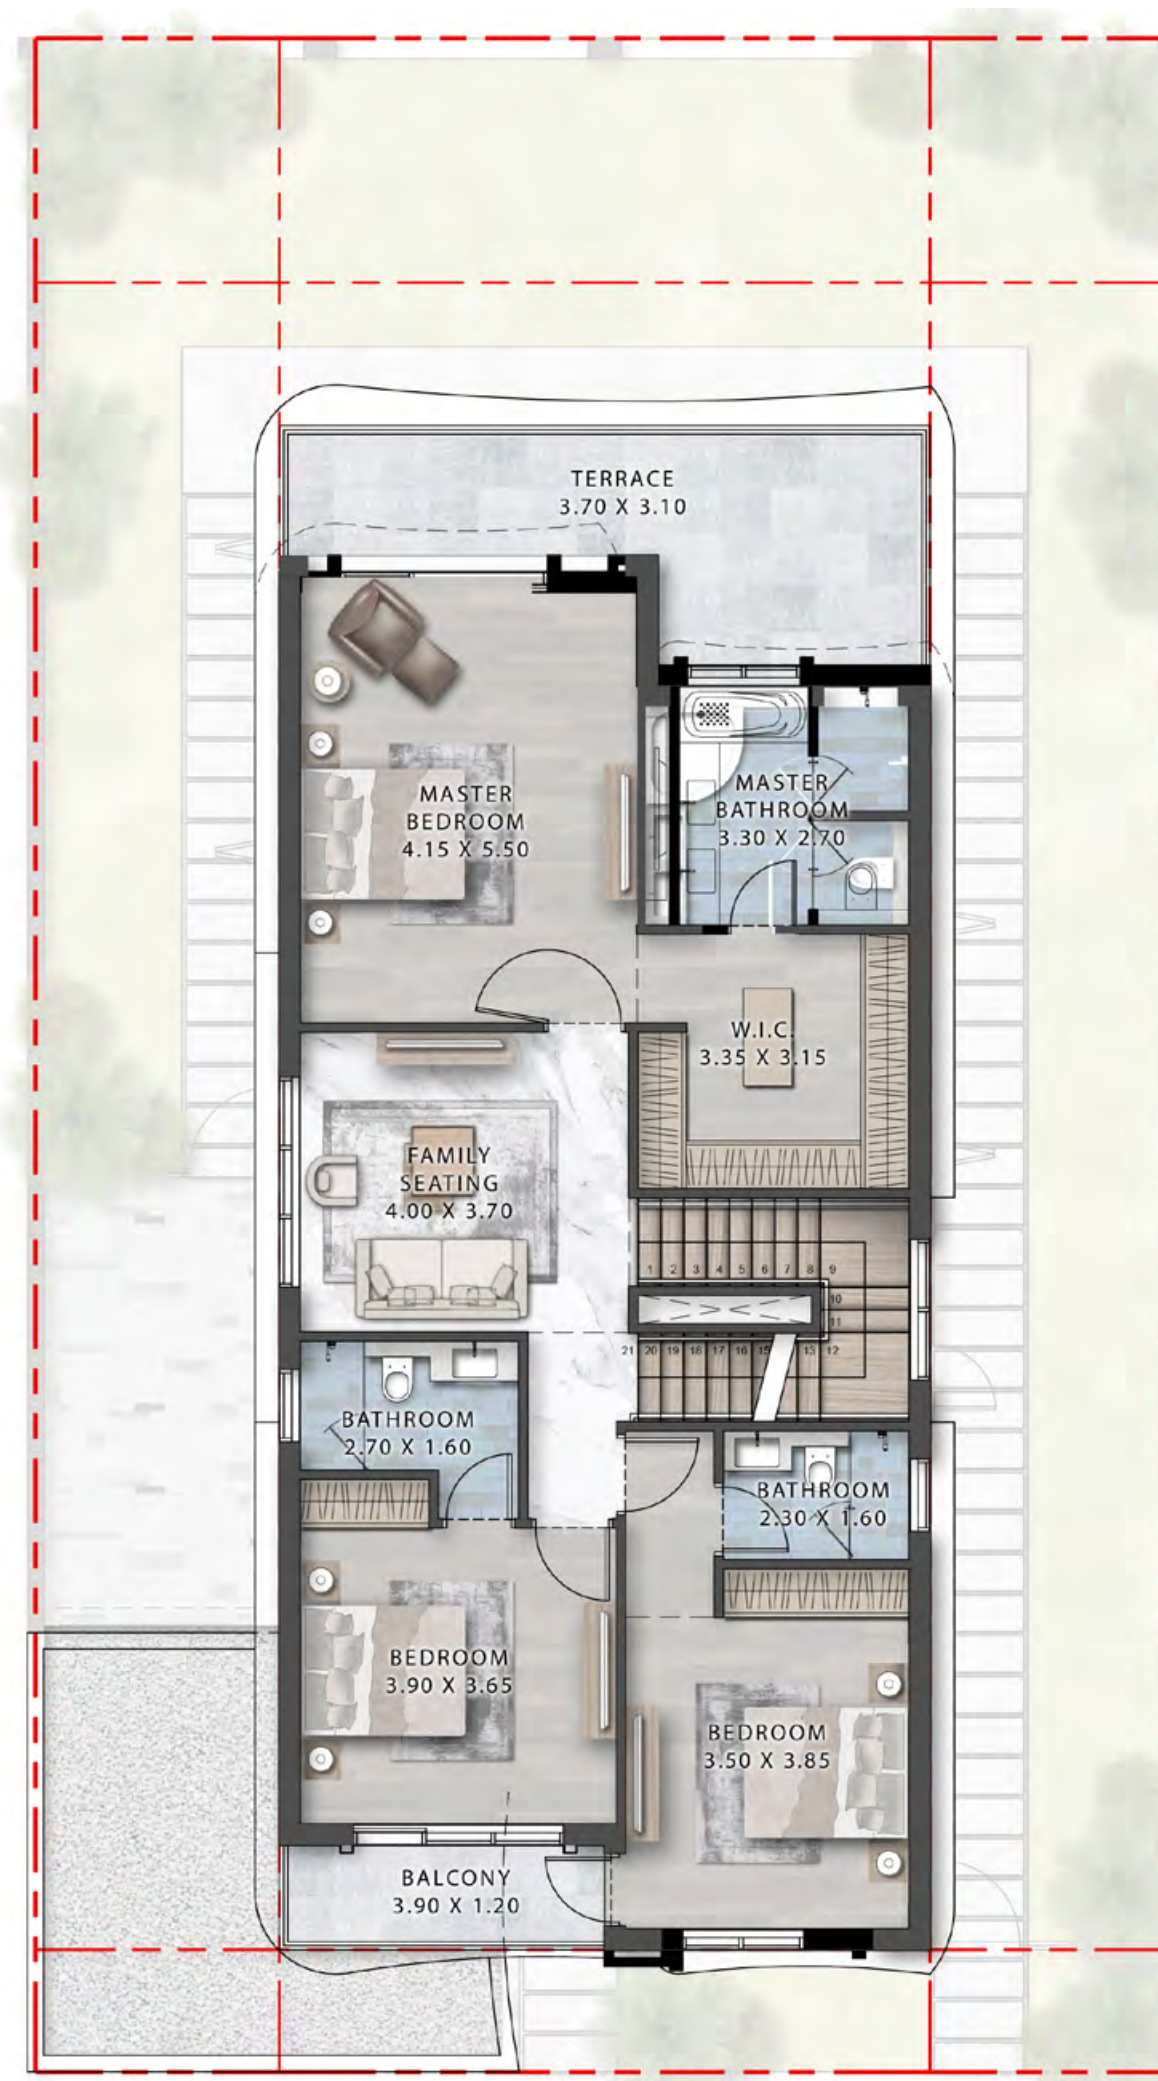 TERRACE
3.70 X 3.10
MASTER
BEDROOM
4.15 X 5.50
MASTER
BATHROOM
3.30 X 2.70
W.I.C.
3.35 X 3.15
FAMILY
SEATING
4.00 X 3.70
1 2 3 4 5 6 7 8 9
10
11
21 20 19 18 17 16 15 13 12
BATHROOM
2.70 X 1.60
BATHROOM
2.30 X 1.60
BEDROOM
3.90 X 3.65
BEDROOM
3.50 X 3.85
BALCONY
3.90 X 1.20